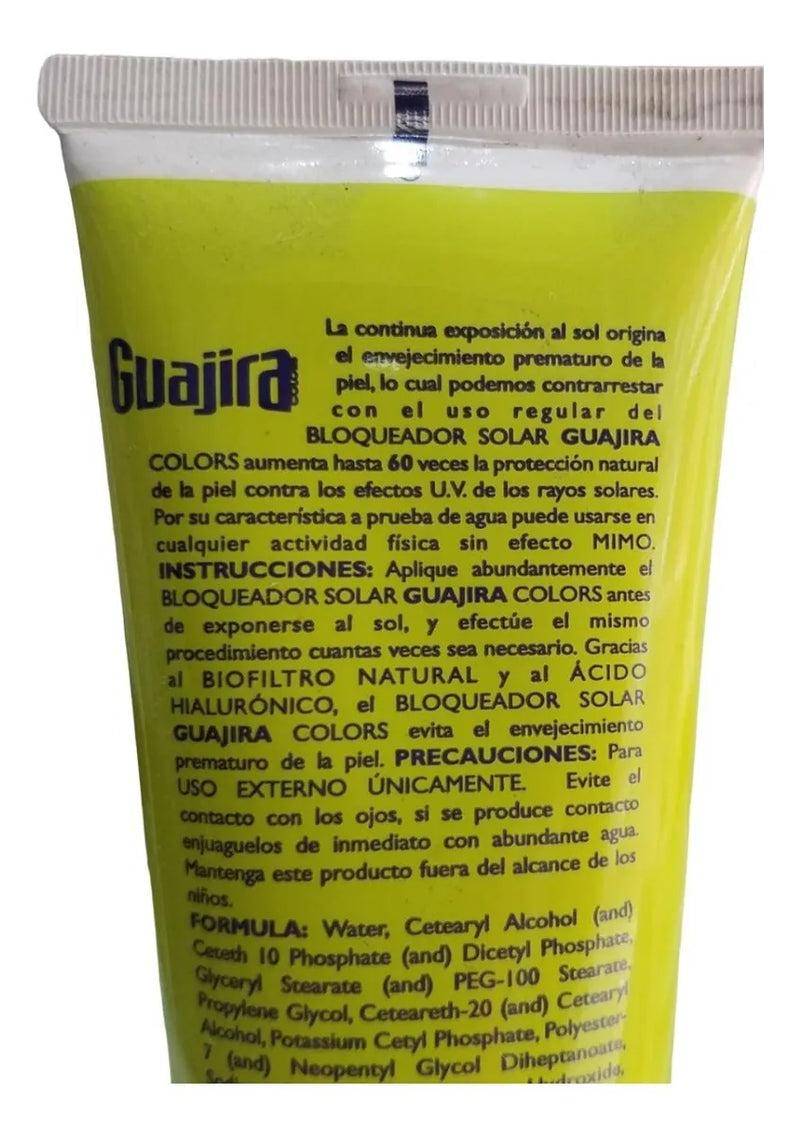 Guajira
La continua exposición al sol origina
el envejecimiento prematuro de la
piel, lo cual podemos contrarrestar
con el uso regular del
BLOQUEADOR SOLAR GUAJIRA
COLORS aumenta hasta 60 veces la protección natural
de la piel contra los efectos U.V. de los rayos solares.
Por su característica a prueba de agua puede usarse en
cualquier actividad física sin efecto MIMO.
INSTRUCCIONES: Aplique abundantemente el
BLOQUEADOR SOLAR GUAJIRA COLORS antes
de exponerse al sol, y efectúe el mismo
procedimiento cuantas veces sea necesario. Gracias
al BIOFILTRO NATURAL y al ÁCIDO
HIALURÓNICO, el BLOQUEADOR SOLAR
GUAJIRA COLORS evita el envejecimiento
prematuro de la piel. PRECAUCIONES: Para
USO EXTERNO ÚNICAMENTE. Evite el
contacto con los ojos, si se produce contacto
enjuaguelos de inmediato con abundante agua.
Mantenga este producto fuera del alcance de los
niños.
FORMULA: Water, Cetearyl Alcohol (and)
Ceteth 10 Phosphate (and) Dicetyl Phosphate,
Glyceryl Stearate (and) PEG-100 Stearate,
Propylene Glycol, Ceteareth-20 (and) Cetearyl
Alcohol, Potassium Cetyl Phosphate, Polyester-
7 (and) Neopentyl Glycol Diheptanoate,
Hydroxide,